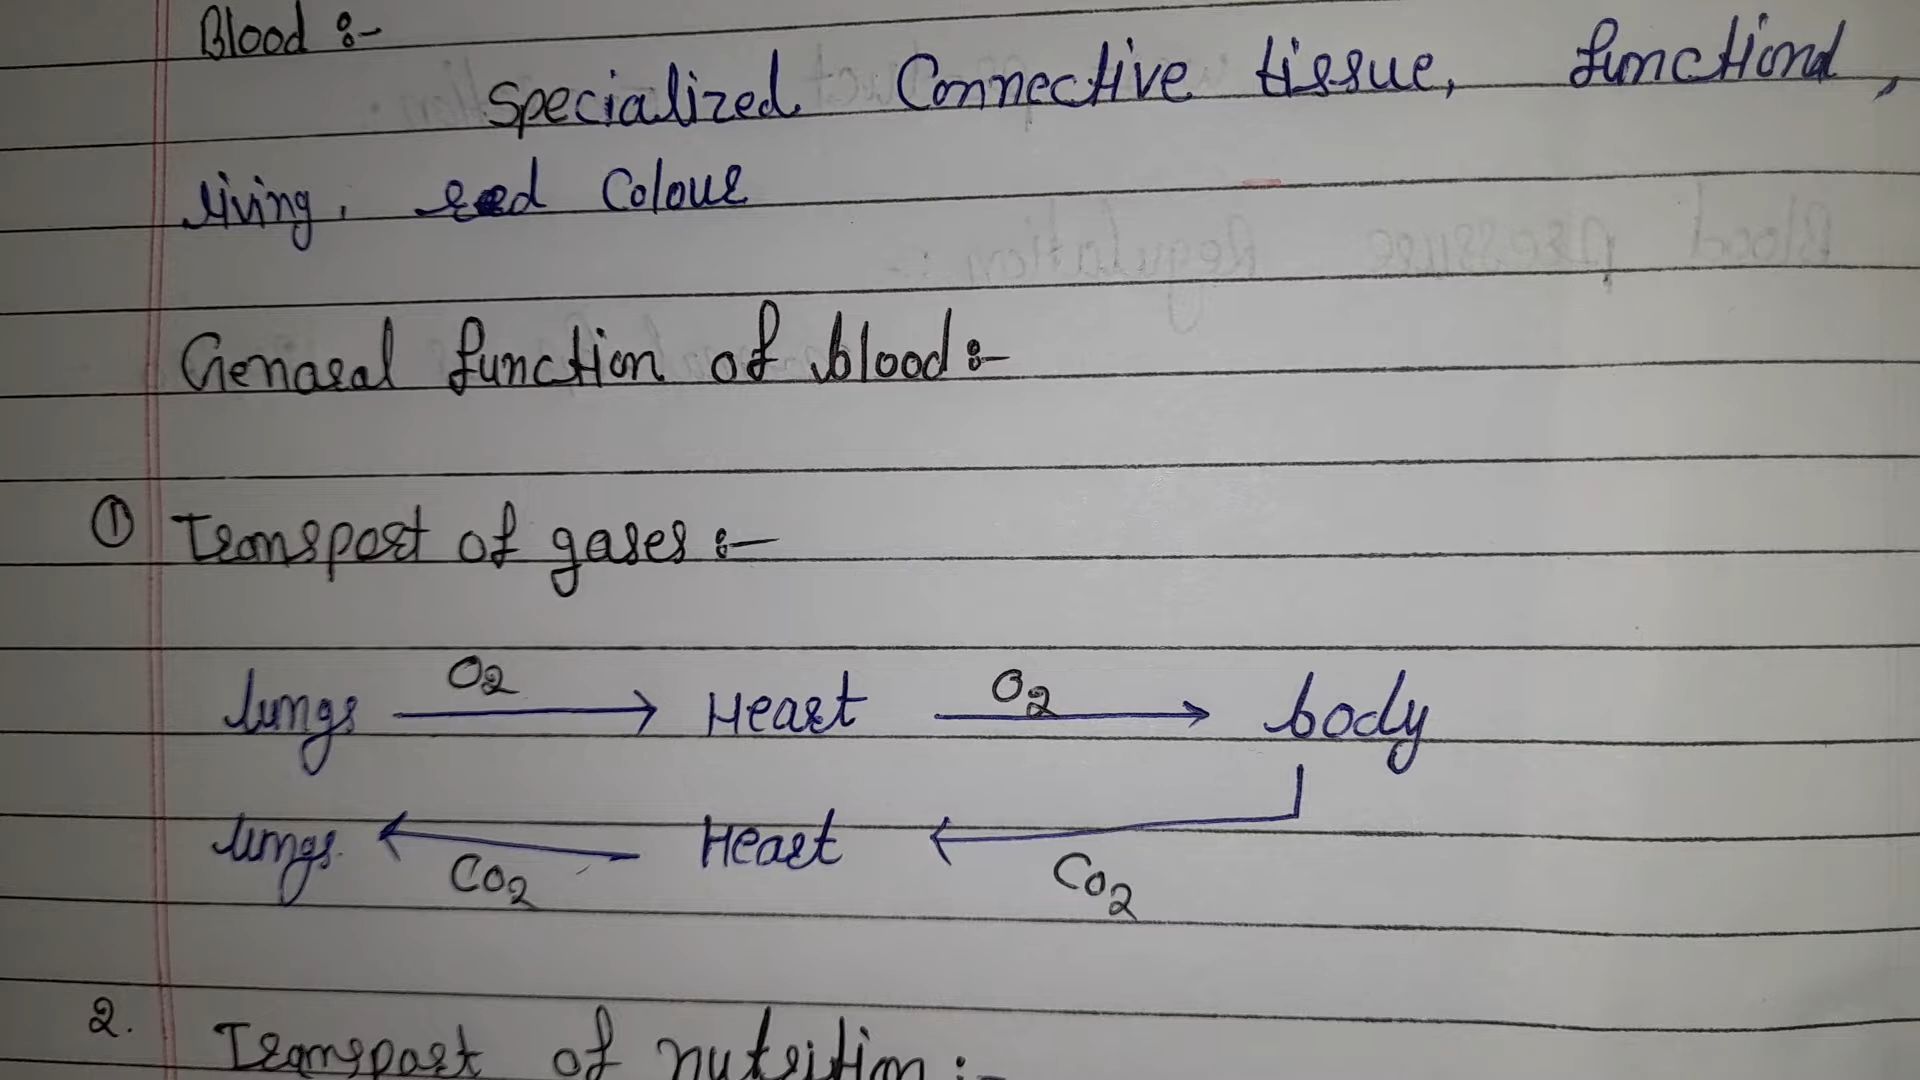 Blood :-
Specialized Connective tissue, functional,
living, red Colour
Genaral function of blood :-
① Transport of gases :-
lungs O2 → Heart O2 → body
lungs ← CO2 Heart ← CO2
2. Transport of nutrition :-